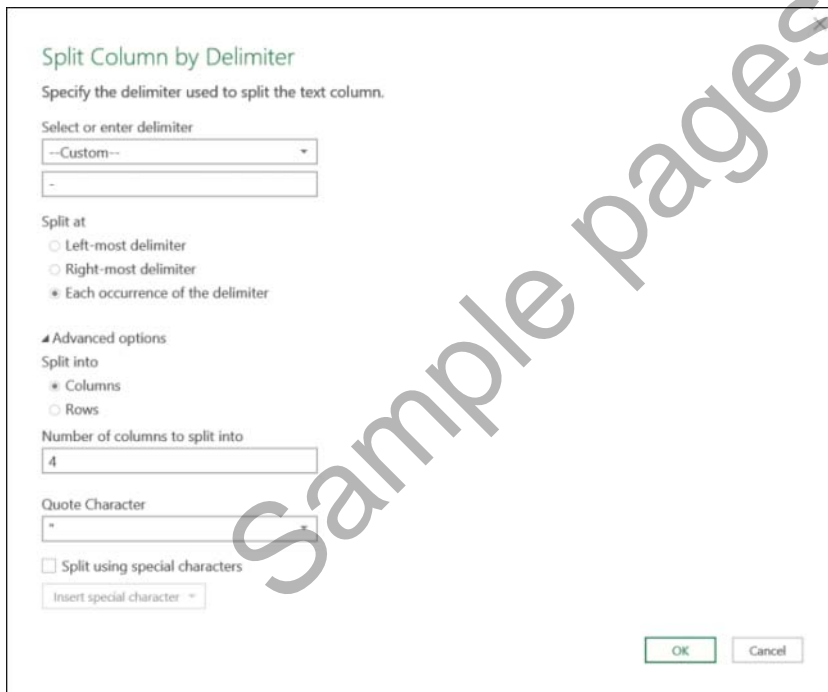 Split Column by Delimiter
Specify the delimiter used to split the text column.
Select or enter delimiter
--Custom--
-
Split at
Left-most delimiter
Right-most delimiter
Each occurrence of the delimiter
Advanced options
Split into
Columns
Rows
Number of columns to split into
4
Quote Character
"
Split using special characters
Insert special character
OK Cancel
Sample pages